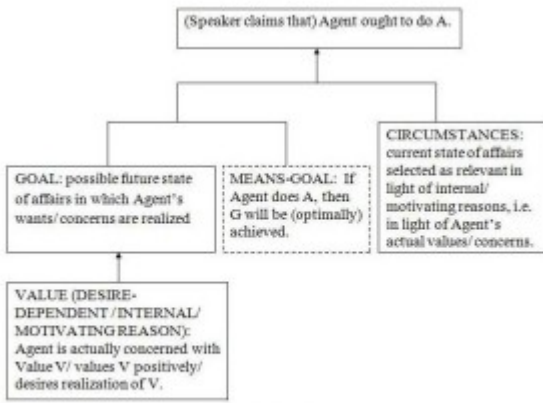 (Speaker claims that) Agent ought to do A.
GOAL: possible future state
of affairs in which Agent's
wants/ concerns are realized
MEANS-GOAL: If
Agent does A, then
G will be (optimally)
achieved.
CIRCUMSTANCES:
current state of affairs
selected as relevant in
light of internal/
motivating reasons, i.e.
in light of Agent's
actual values/ concerns.
VALUE (DESIRE-
DEPENDENT / INTERNAL/
MOTIVATING REASON):
Agent is actually concerned with
Value V/ values V positively/
desires realization of V.